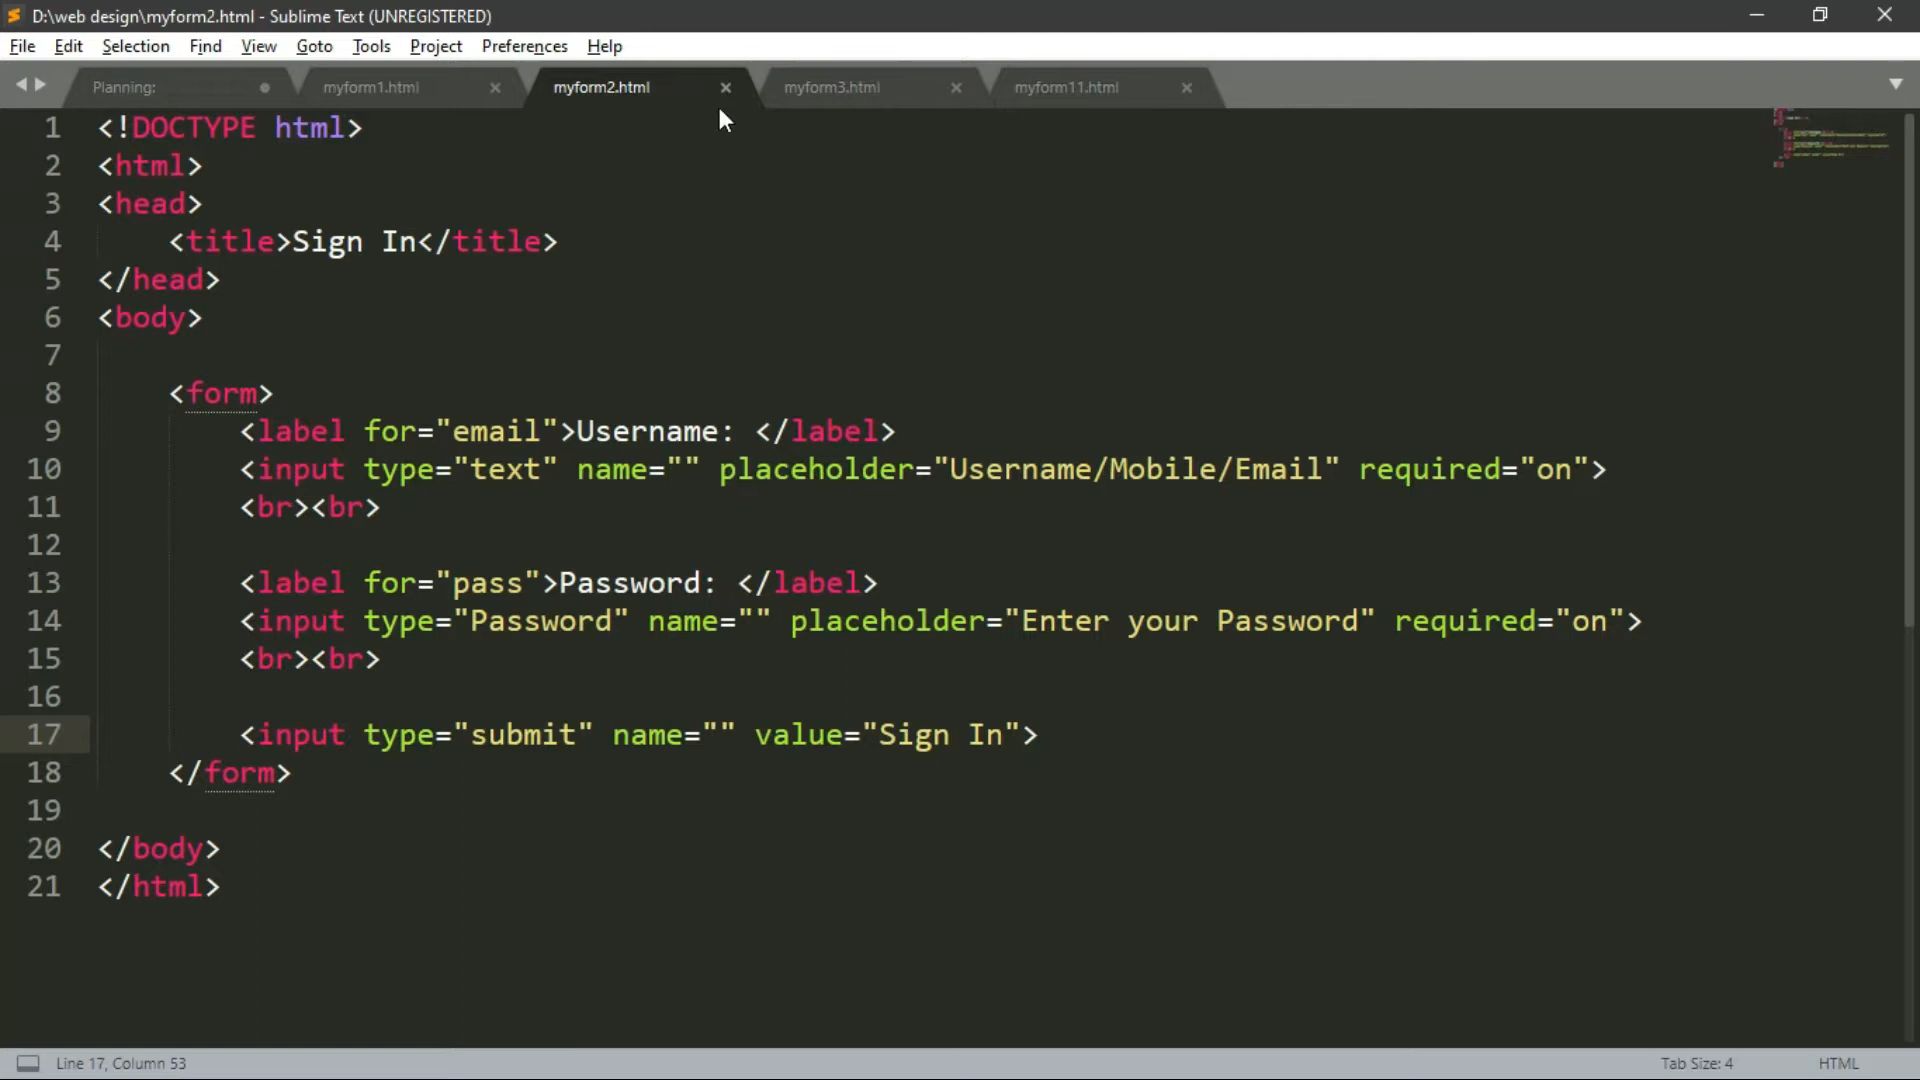 D:\web design\myform2.html - Sublime Text (UNREGISTERED)
File Edit Selection Find View Goto Tools Project Preferences Help
Planning: myform1.html myform2.html myform3.html myform11.html
1 <!DOCTYPE html>
2 <html>
3 <head>
4 <title>Sign In</title>
5 </head>
6 <body>
7
8 <form>
9 <label for="email">Username: </label>
10 <input type="text" name="" placeholder="Username/Mobile/Email" required="on">
11 <br><br>
12
13 <label for="pass">Password: </label>
14 <input type="Password" name="" placeholder="Enter your Password" required="on">
15 <br><br>
16
17 <input type="submit" name="" value="Sign In">
18 </form>
19
20 </body>
21 </html>
Line 17, Column 53 Tab Size: 4 HTML